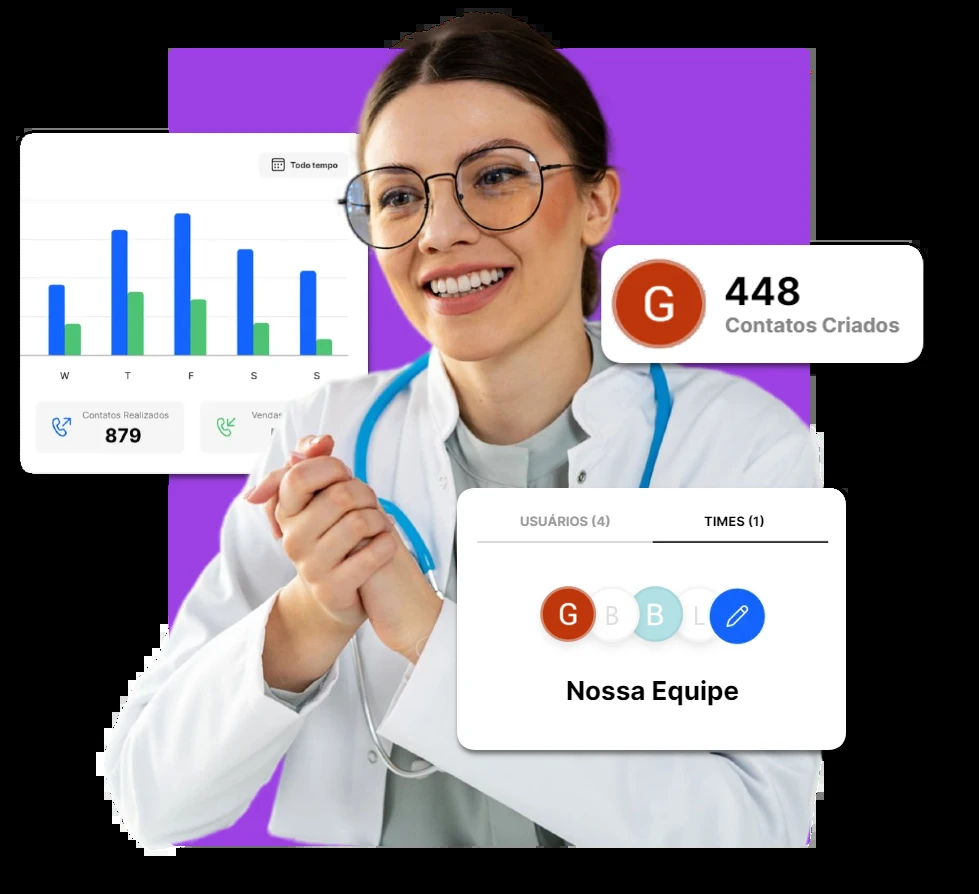 Todo tempo
W T F S S
Contatos Realizados
879
Vendas
G
448
Contatos Criados
USUÁRIOS (4)
TIMES (1)
G B B L
Nossa Equipe